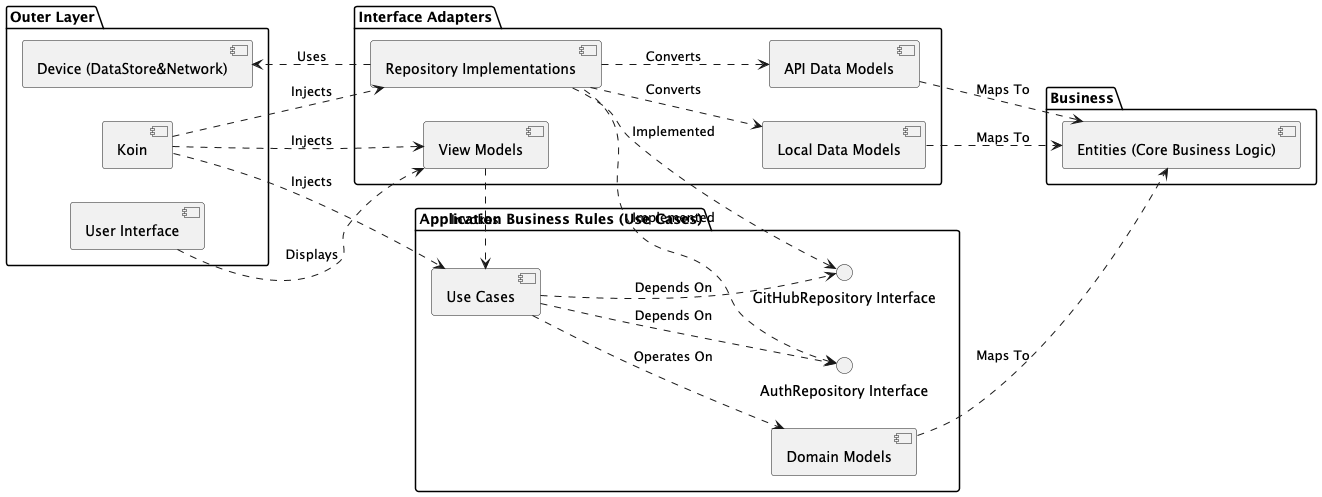 Outer Layer
Device (DataStore&Network)
Koin
User Interface
Uses
Injects
Injects
Injects
Displays
Interface Adapters
Repository Implementations
View Models
Converts
Converts
API Data Models
Local Data Models
Implemented
Implemented
Invokes
Maps To
Maps To
Maps To
Business
Entities (Core Business Logic)
Application Business Rules (Use Cases)
Use Cases
Depends On
Depends On
Operates On
GitHubRepository Interface
AuthRepository Interface
Domain Models